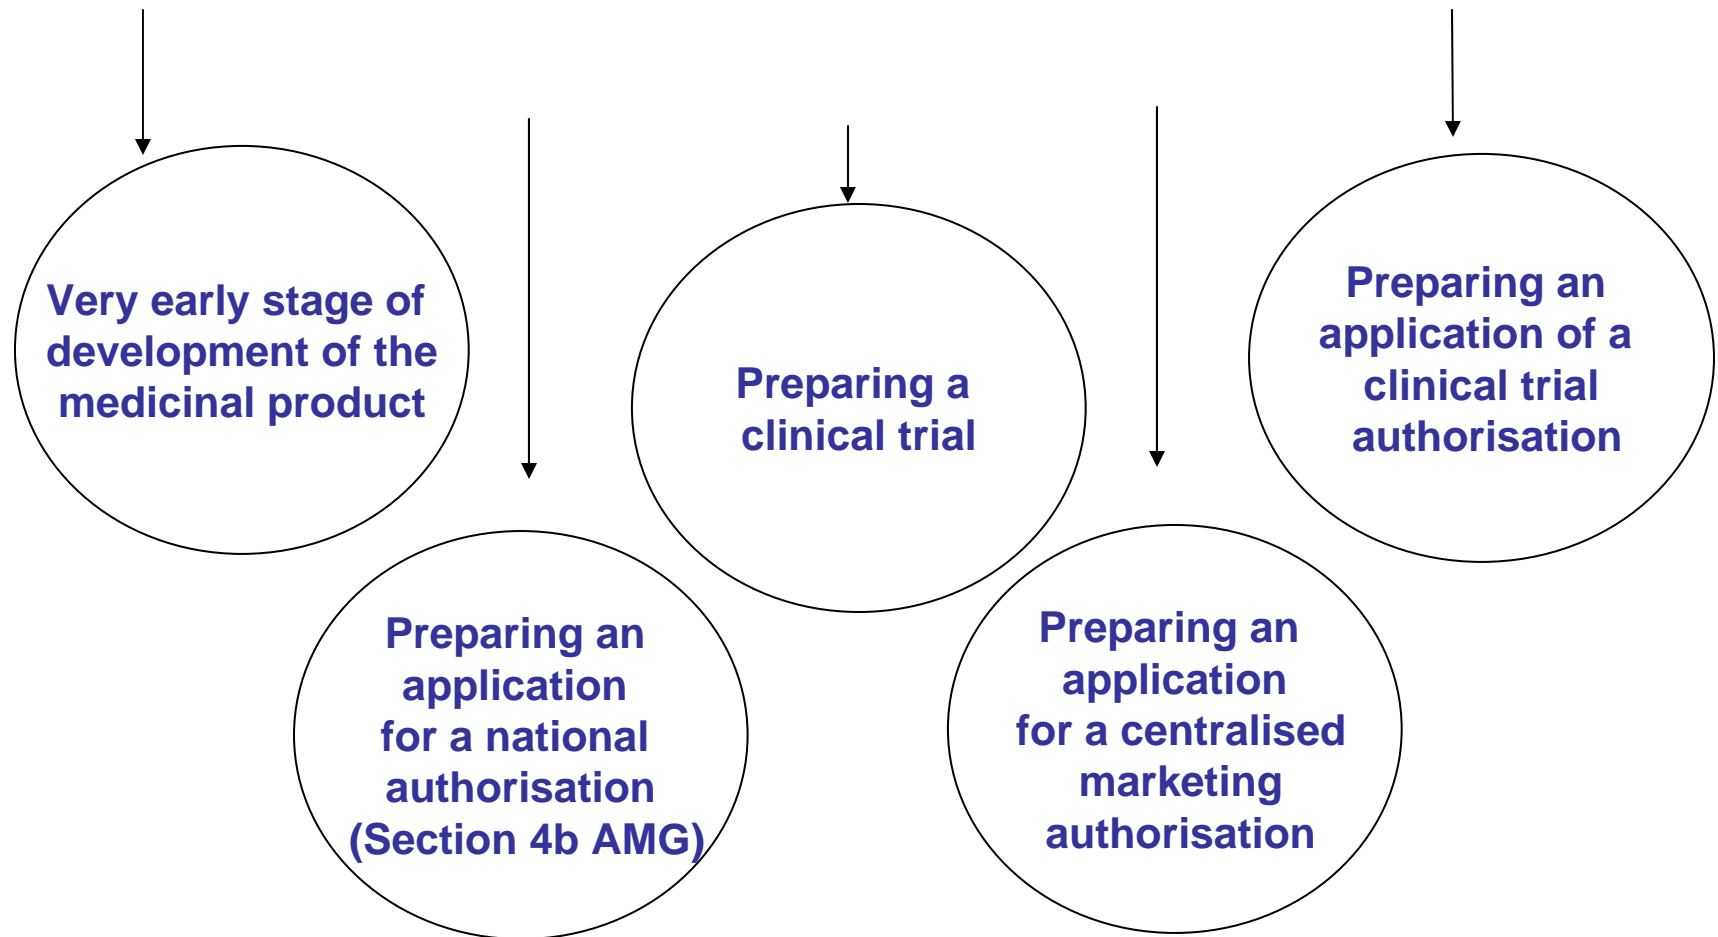 Very early stage of
development of the
medicinal product
Preparing an
application
for a national
authorisation
(Section 4b AMG)
Preparing a
clinical trial
Preparing an
application
for a centralised
marketing
authorisation
Preparing an
application of a
clinical trial
authorisation